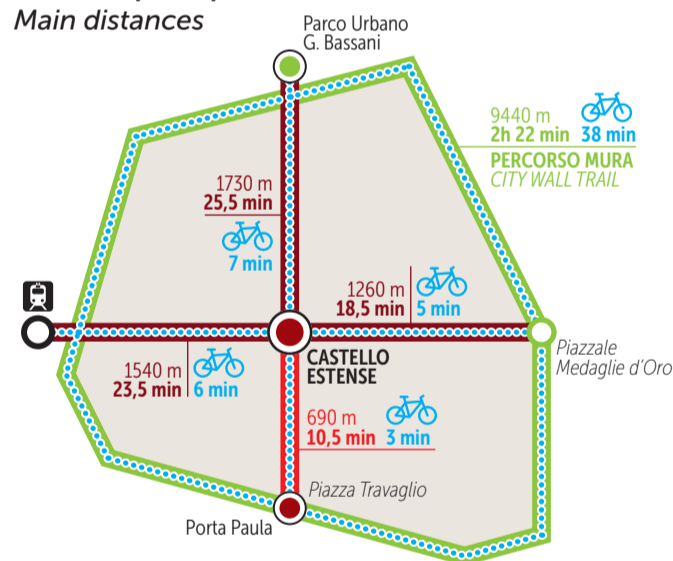 Main distances
Parco Urbano
G. Bassani
9440 m
2h 22 min 38 min
PERCORSO MURA
CITY WALL TRAIL
1730 m
25,5 min
7 min
1260 m
18,5 min 5 min
Piazzale
Medaglie d'Oro
CASTELLO
ESTENSE
1540 m
23,5 min 6 min
690 m
10,5 min 3 min
Piazza Travaglio
Porta Paula